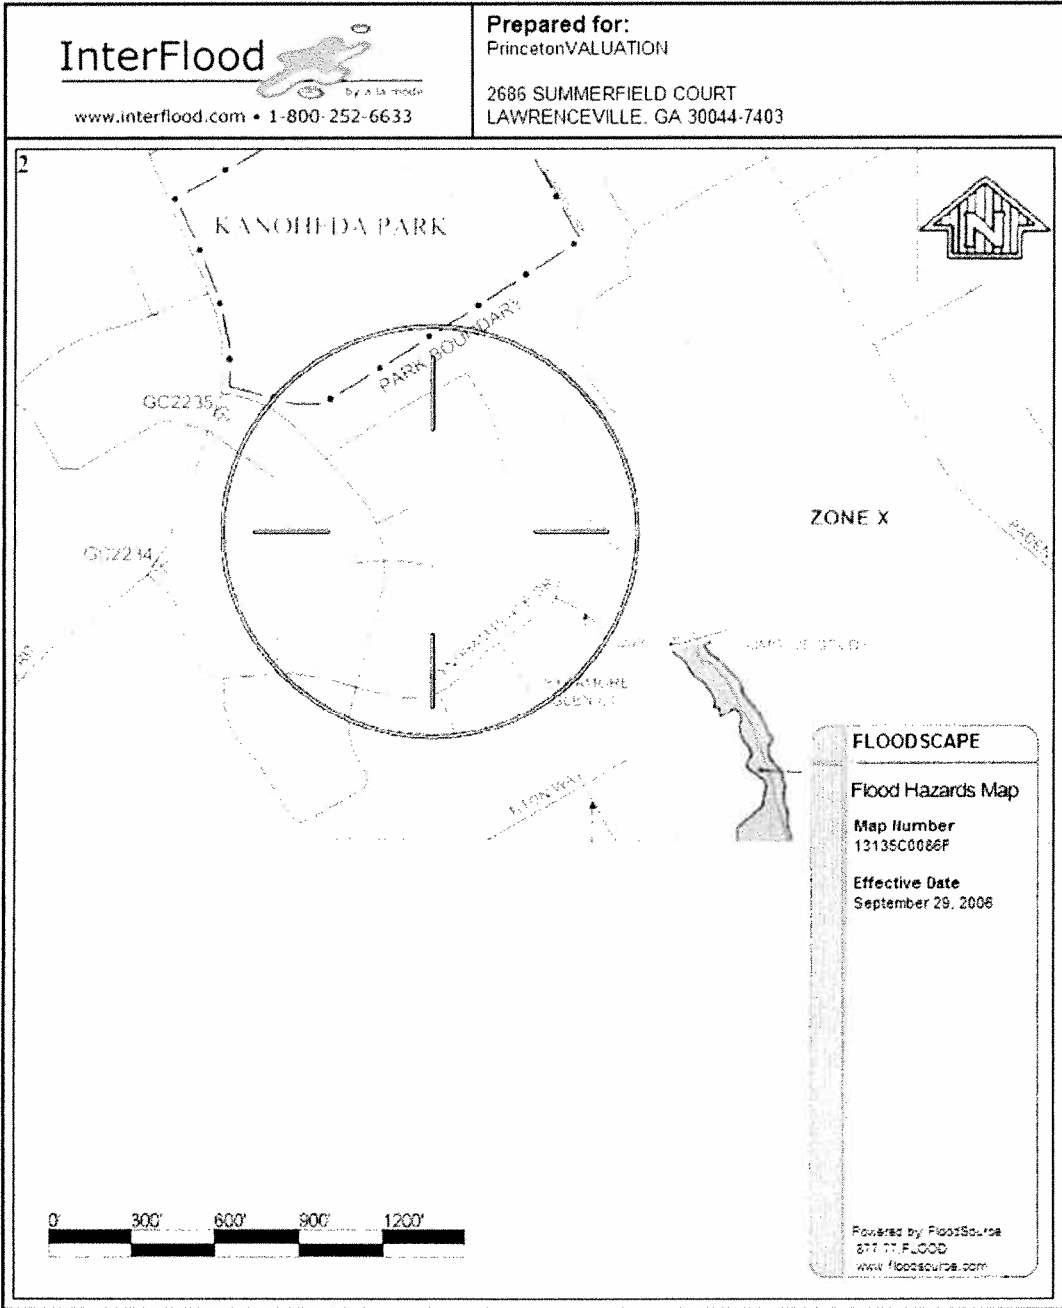 InterFlood
by a la mode
www.interflood.com • 1-800-252-6633
Prepared for:
PrincetonVALUATION
2686 SUMMERFIELD COURT
LAWRENCEVILLE, GA 30044-7403
2
KANOHEDA PARK
N
PARK BOUNDARY
GC2235
ZONE X
GC2234
PADEN
GLEN
FLOODSCAPE
Flood Hazards Map
Map Number
13135C0086F
Effective Date
September 29, 2006
0' 300' 600' 900' 1200'
Powered by FloodSource
877.77.FLOOD
www.floodsource.com